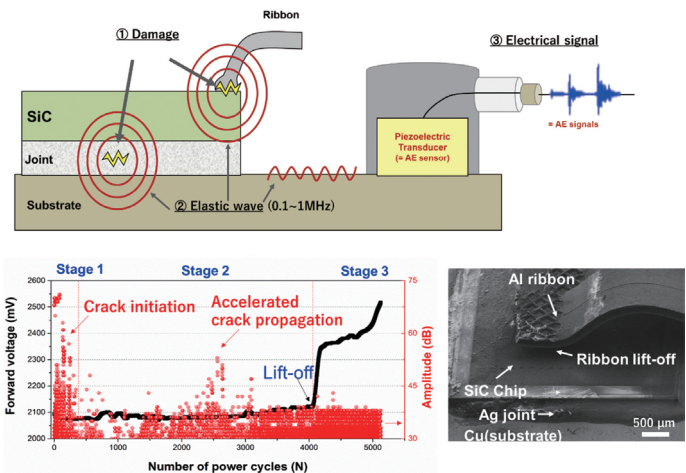 Ribbon
① Damage
③ Electrical signal
SiC
Joint
Substrate
② Elastic wave (0.1~1MHz)
Piezoelectric
Transducer
(= AE sensor)
= AE signals
Stage 1
Stage 2
Stage 3
2600
2500
2400
2300
2200
2100
2000
Forward voltage (mV)
75
60
45
30
Amplitude (dB)
Crack initiation
Accelerated
crack propagation
Lift-off
0
1000
2000
3000
4000
5000
Number of power cycles (N)
Al ribbon
Ribbon lift-off
SiC Chip
Ag joint
Cu(substrate)
500 µm